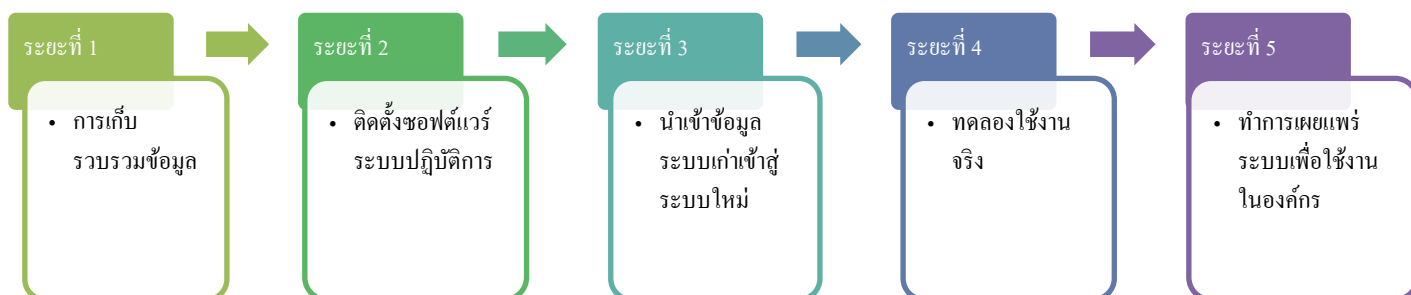 ระยะที่ 1
• การเก็บ
รวบรวมข้อมูล
ระยะที่ 2
• ติดตั้งซอฟต์แวร์
ระบบปฏิบัติการ
ระยะที่ 3
• นำเข้าข้อมูล
ระบบเก่าเข้าสู่
ระบบใหม่
ระยะที่ 4
• ทดลองใช้งาน
จริง
ระยะที่ 5
• ทำการเผยแพร่
ระบบเพื่อใช้งาน
ในองค์กร